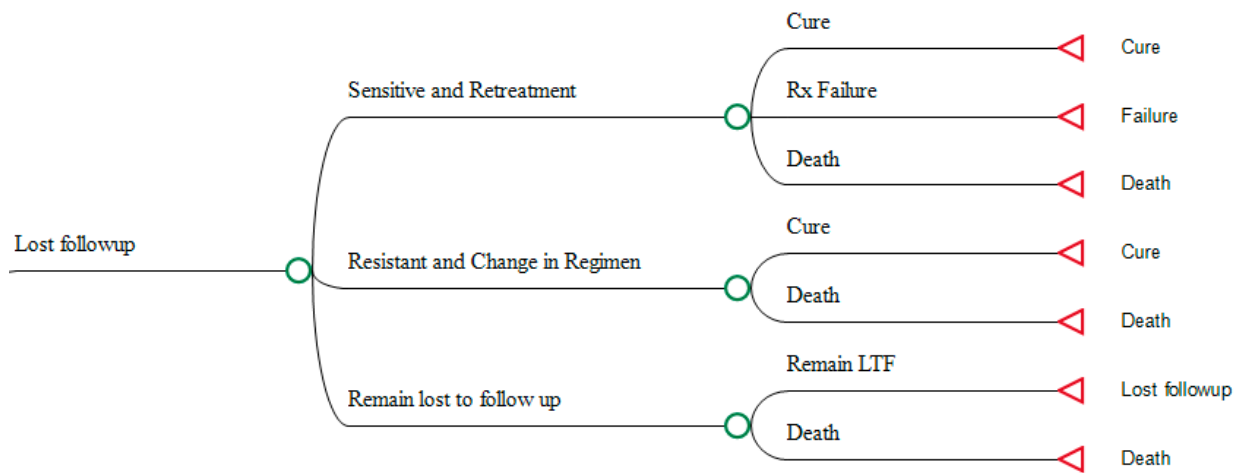 Cure
Cure
Sensitive and Retreatment
Rx Failure
Failure
Death
Death
Lost followup
Cure
Cure
Resistant and Change in Regimen
Death
Death
Remain LTF
Lost followup
Remain lost to follow up
Death
Death